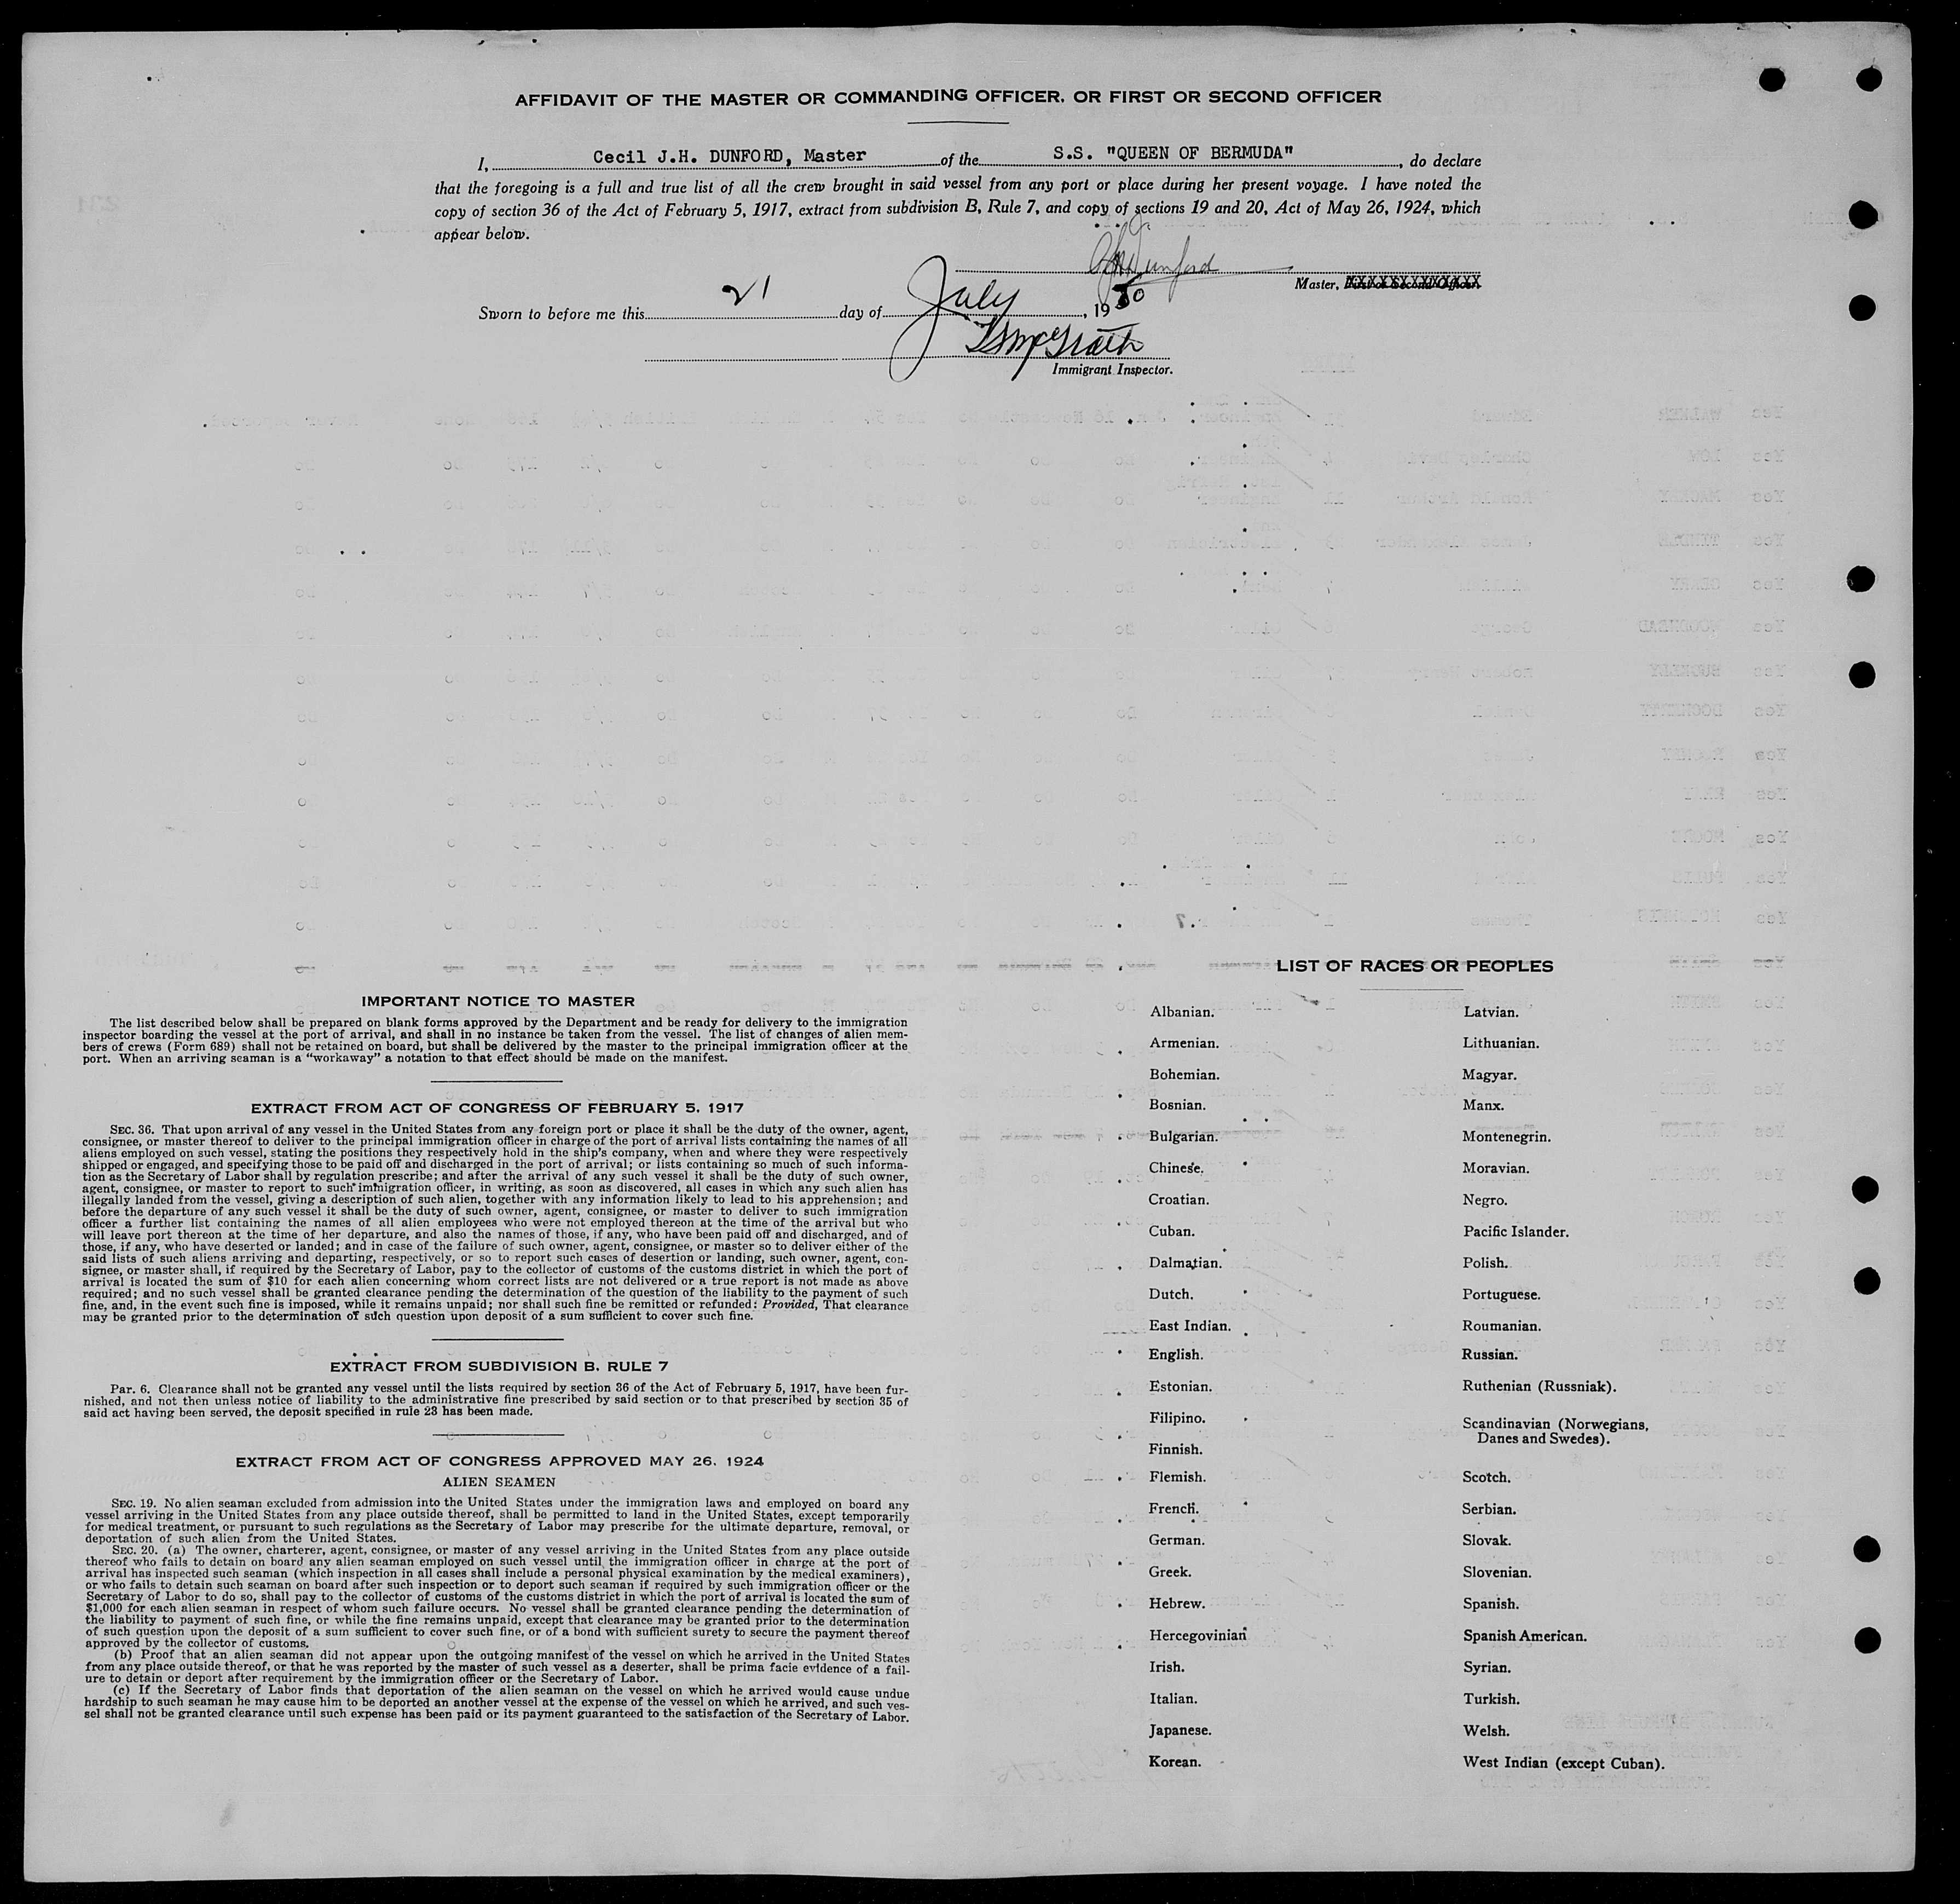 AFFIDAVIT OF THE MASTER OR COMMANDING OFFICER, OR FIRST OR SECOND OFFICER
I, Cecil J.H. DUNFORD, Master of the S.S. "QUEEN OF BERMUDA", do declare
that the foregoing is a full and true list of all the crew brought in said vessel from any port or place during her present voyage. I have noted the
copy of section 36 of the Act of February 5, 1917, extract from subdivision B, Rule 7, and copy of sections 19 and 20, Act of May 26, 1924, which
appear below.
Dunford
Master, First or Second Officer.
Sworn to before me this 21 day of July, 1950
McGrath
Immigrant Inspector.
IMPORTANT NOTICE TO MASTER
The list described below shall be prepared on blank forms approved by the Department and be ready for delivery to the immigration
inspector boarding the vessel at the port of arrival, and shall in no instance be taken from the vessel. The list of changes of alien mem-
bers of crews (Form 689) shall not be retained on board, but shall be delivered by the master to the principal immigration officer at the
port. When an arriving seaman is a "workaway" a notation to that effect should be made on the manifest.
EXTRACT FROM ACT OF CONGRESS OF FEBRUARY 5, 1917
SEC. 36. That upon arrival of any vessel in the United States from any foreign port or place it shall be the duty of the owner, agent,
consignee, or master thereof to deliver to the principal immigration officer in charge of the port of arrival lists containing the names of all
aliens employed on such vessel, stating the positions they respectively hold in the ship's company, when and where they were respectively
shipped or engaged, and specifying those to be paid off and discharged in the port of arrival; or lists containing so much of such informa-
tion as the Secretary of Labor shall by regulation prescribe; and after the arrival of any such vessel it shall be the duty of such owner,
agent, consignee, or master to report to such immigration officer, in writing, as soon as discovered, all cases in which any such alien has
illegally landed from the vessel, giving a description of such alien, together with any information likely to lead to his apprehension; and
before the departure of any such vessel it shall be the duty of such owner, agent, consignee, or master to deliver to such immigration
officer a further list containing the names of all alien employees who were not employed thereon at the time of the arrival but who
will leave port thereon at the time of her departure, and also the names of those, if any, who have been paid off and discharged, and of
those, if any, who have deserted or landed; and in case of the failure of such owner, agent, consignee, or master so to deliver either of the
said lists of such aliens arriving and departing, respectively, or so to report such cases of desertion or landing, such owner, agent, con-
signee, or master shall, if required by the Secretary of Labor, pay to the collector of customs of the customs district in which the port of
arrival is located the sum of $10 for each alien concerning whom correct lists are not delivered or a true report is not made as above
required; and no such vessel shall be granted clearance pending the determination of the question of the liability to the payment of such
fine, and, in the event such fine is imposed, while it remains unpaid; nor shall such fine be remitted or refunded: Provided, That clearance
may be granted prior to the determination of such question upon deposit of a sum sufficient to cover such fine.
EXTRACT FROM SUBDIVISION B, RULE 7
Par. 6. Clearance shall not be granted any vessel until the lists required by section 36 of the Act of February 5, 1917, have been fur-
nished, and not then unless notice of liability to the administrative fine prescribed by said section or to that prescribed by section 35 of
said act having been served, the deposit specified in rule 23 has been made.
EXTRACT FROM ACT OF CONGRESS APPROVED MAY 26, 1924
ALIEN SEAMEN
SEC. 19. No alien seaman excluded from admission into the United States under the immigration laws and employed on board any
vessel arriving in the United States from any place outside thereof, shall be permitted to land in the United States, except temporarily
for medical treatment, or pursuant to such regulations as the Secretary of Labor may prescribe for the ultimate departure, removal, or
deportation of such alien from the United States.
SEC. 20. (a) The owner, charterer, agent, consignee, or master of any vessel arriving in the United States from any place outside
thereof who fails to detain on board any alien seaman employed on such vessel until the immigration officer in charge at the port of
arrival has inspected such seaman (which inspection in all cases shall include a personal physical examination by the medical examiners),
or who fails to detain such seaman on board after such inspection or to deport such seaman if required by such immigration officer or the
Secretary of Labor to do so, shall pay to the collector of customs of the customs district in which the port of arrival is located the sum of
$1,000 for each alien seaman in respect of whom such failure occurs. No vessel shall be granted clearance pending the determination of
the liability to payment of such fine, or while the fine remains unpaid, except that clearance may be granted prior to the determination
of such question upon the deposit of a sum sufficient to cover such fine, or of a bond with sufficient surety to secure the payment thereof
approved by the collector of customs.
(b) Proof that an alien seaman did not appear upon the outgoing manifest of the vessel on which he arrived in the United States
from any place outside thereof, or that he was reported by the master of such vessel as a deserter, shall be prima facie evidence of a fail-
ure to detain or deport after requirement by the immigration officer or the Secretary of Labor.
(c) If the Secretary of Labor finds that deportation of the alien seaman on the vessel on which he arrived would cause undue
hardship to such seaman he may cause him to be deported an another vessel at the expense of the vessel on which he arrived, and such ves-
sel shall not be granted clearance until such expense has been paid or its payment guaranteed to the satisfaction of the Secretary of Labor.
LIST OF RACES OR PEOPLES
Albanian.
Armenian.
Bohemian.
Bosnian.
Bulgarian.
Chinese.
Croatian.
Cuban.
Dalmatian.
Dutch.
East Indian.
English.
Estonian.
Filipino.
Finnish.
Flemish.
French.
German.
Greek.
Hebrew.
Hercegovinian
Irish.
Italian.
Japanese.
Korean.
Latvian.
Lithuanian.
Magyar.
Manx.
Montenegrin.
Moravian.
Negro.
Pacific Islander.
Polish.
Portuguese.
Roumanian.
Russian.
Ruthenian (Russniak).
Scandinavian (Norwegians,
Danes and Swedes).
Scotch.
Serbian.
Slovak.
Slovenian.
Spanish.
Spanish American.
Syrian.
Turkish.
Welsh.
West Indian (except Cuban).